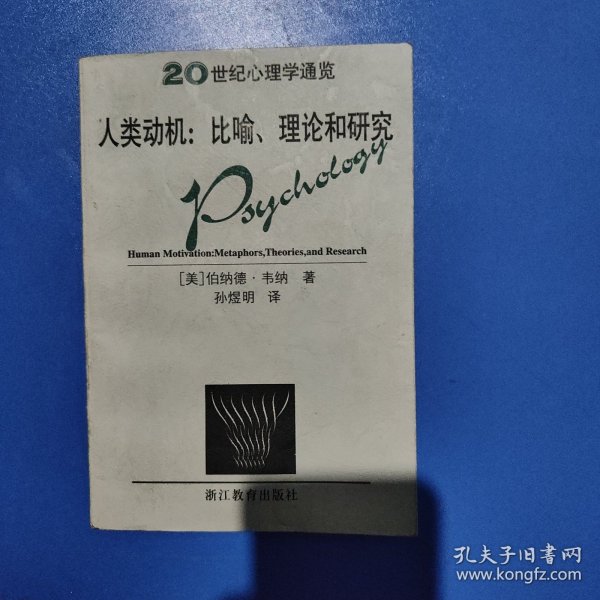 20世纪心理学通览
人类动机：比喻、理论和研究
Psychology
Human Motivation:Metaphors,Theories,and Research
[美]伯纳德·韦纳 著
孙煜明 译
浙江教育出版社
孔夫子旧书网
www.kongfz.com